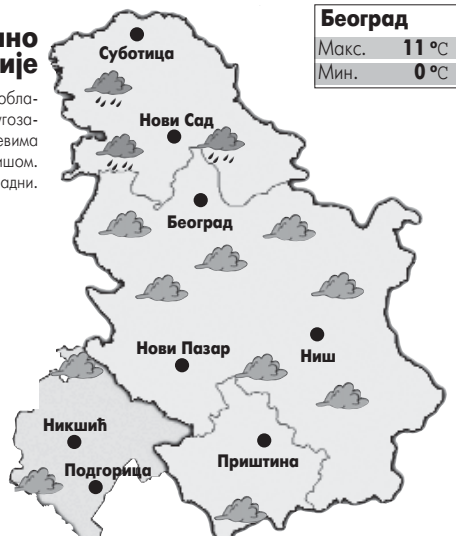 но
ије
обла-
угоза-
евима
ишом.
адни.
Београд
Макс. 11 °C
Мин. 0 °C
Суботица
Нови Сад
Београд
Нови Пазар
Ниш
Никшић
Подгорица
Приштина